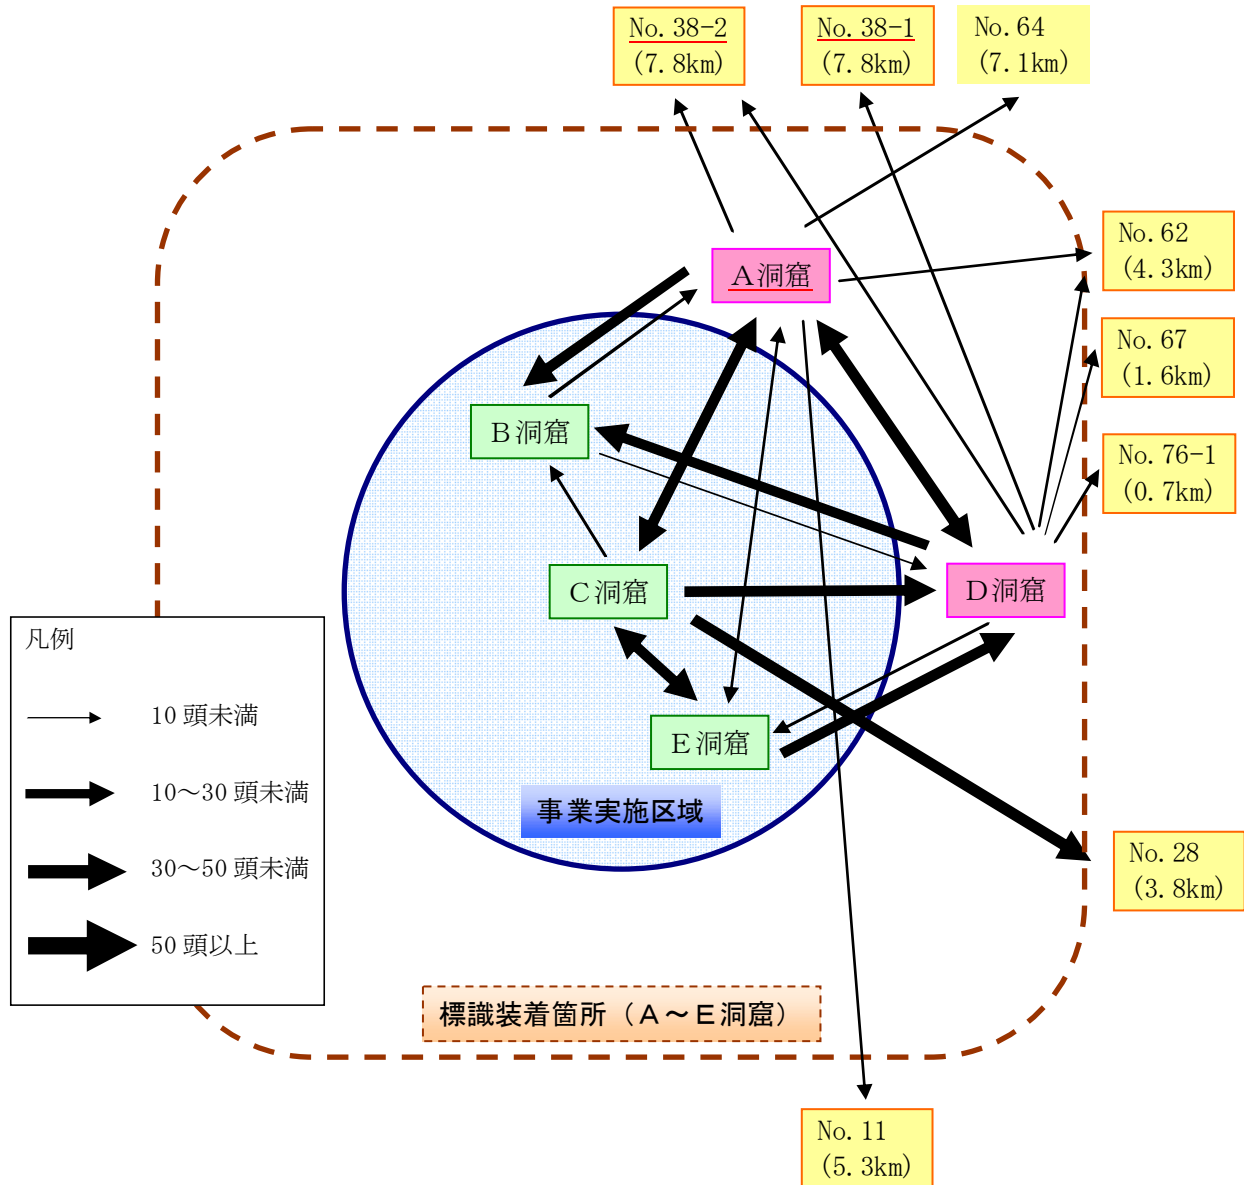 No.38-2
(7.8km)
No.38-1
(7.8km)
No.64
(7.1km)
No.62
(4.3km)
A洞窟
No.67
(1.6km)
B洞窟
No.76-1
(0.7km)
C洞窟
D洞窟
凡例
10頭未満
10～30頭未満
30～50頭未満
50頭以上
E洞窟
事業実施区域
No.28
(3.8km)
標識装着箇所（A～E洞窟）
No.11
(5.3km)